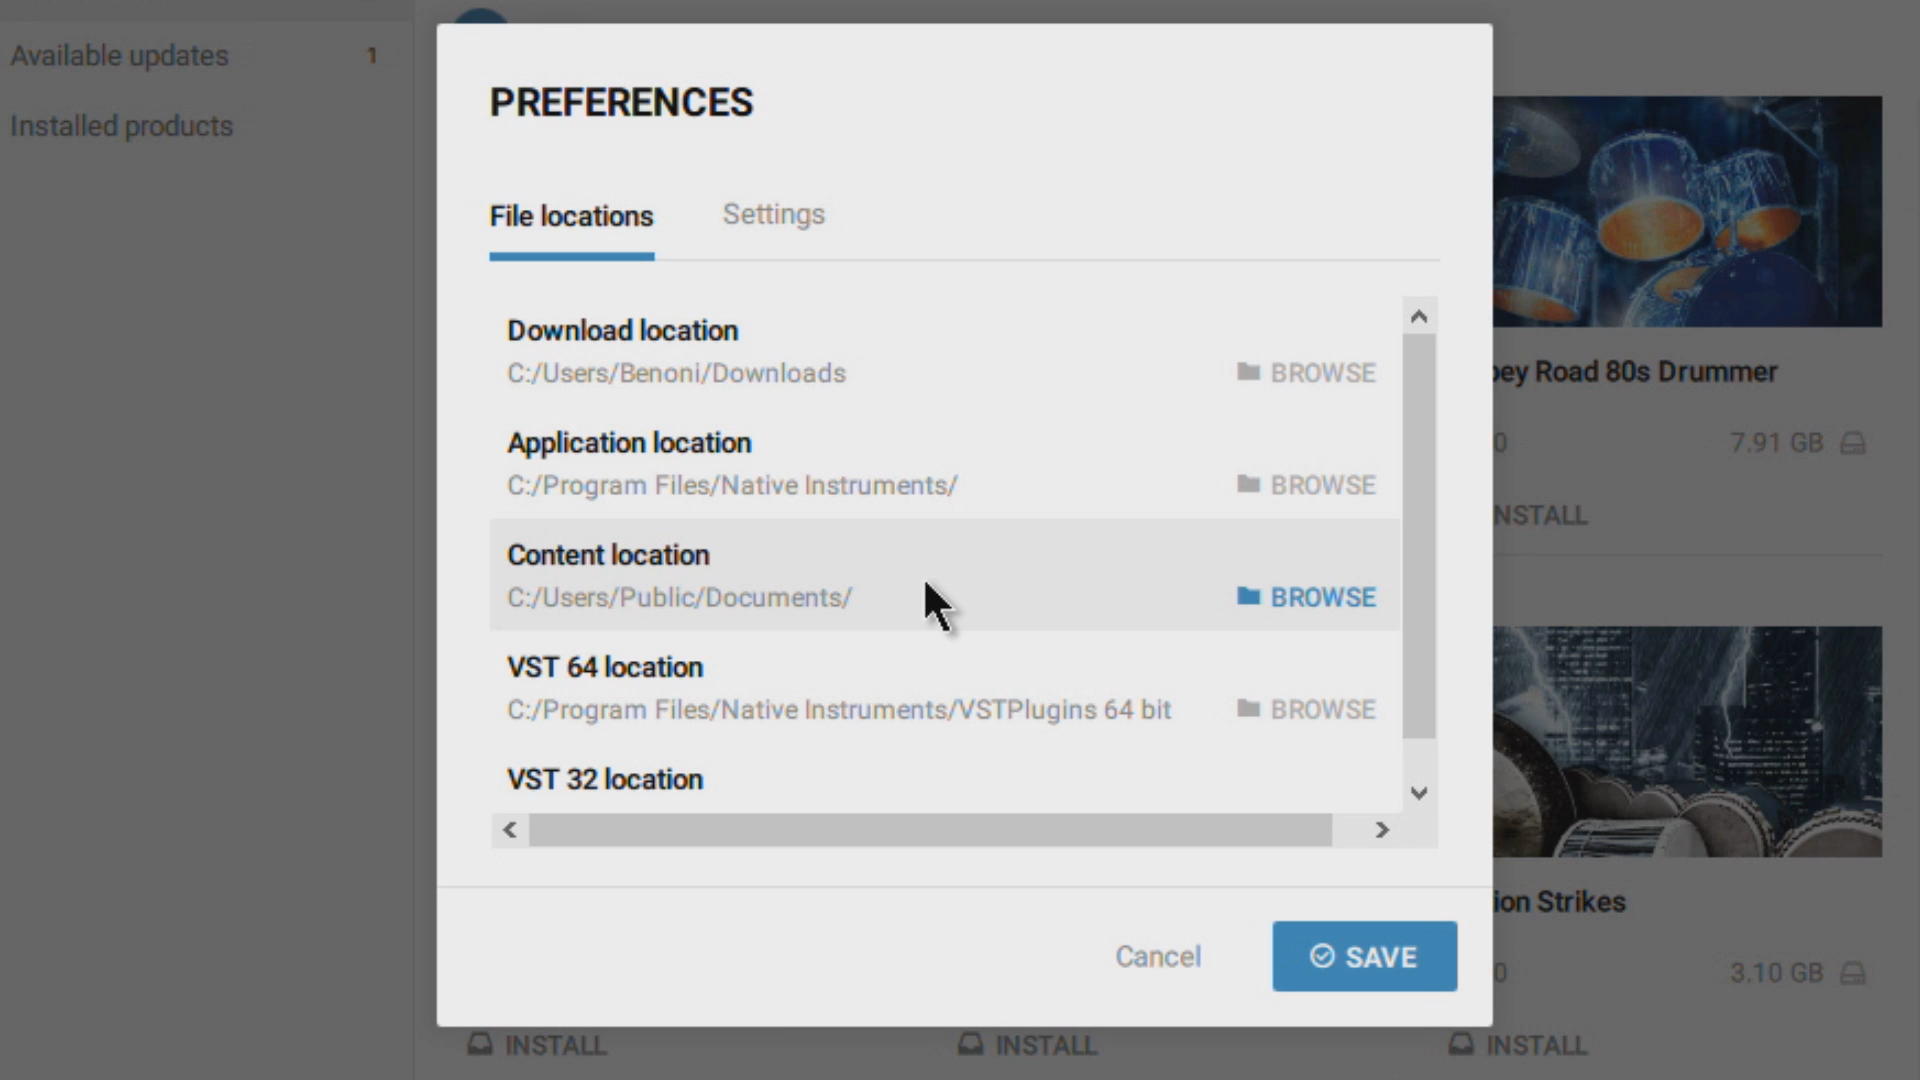 Available updates 1
Installed products
PREFERENCES
File locations Settings
Download location
C:/Users/Benoni/Downloads BROWSE
Application location
C:/Program Files/Native Instruments/ BROWSE
Content location
C:/Users/Public/Documents/ BROWSE
VST 64 location
C:/Program Files/Native Instruments/VSTPlugins 64 bit BROWSE
VST 32 location
Cancel SAVE
Road 80s Drummer
7.91 GB
NSTALL
Strikes
3.10 GB
INSTALL INSTALL INSTALL